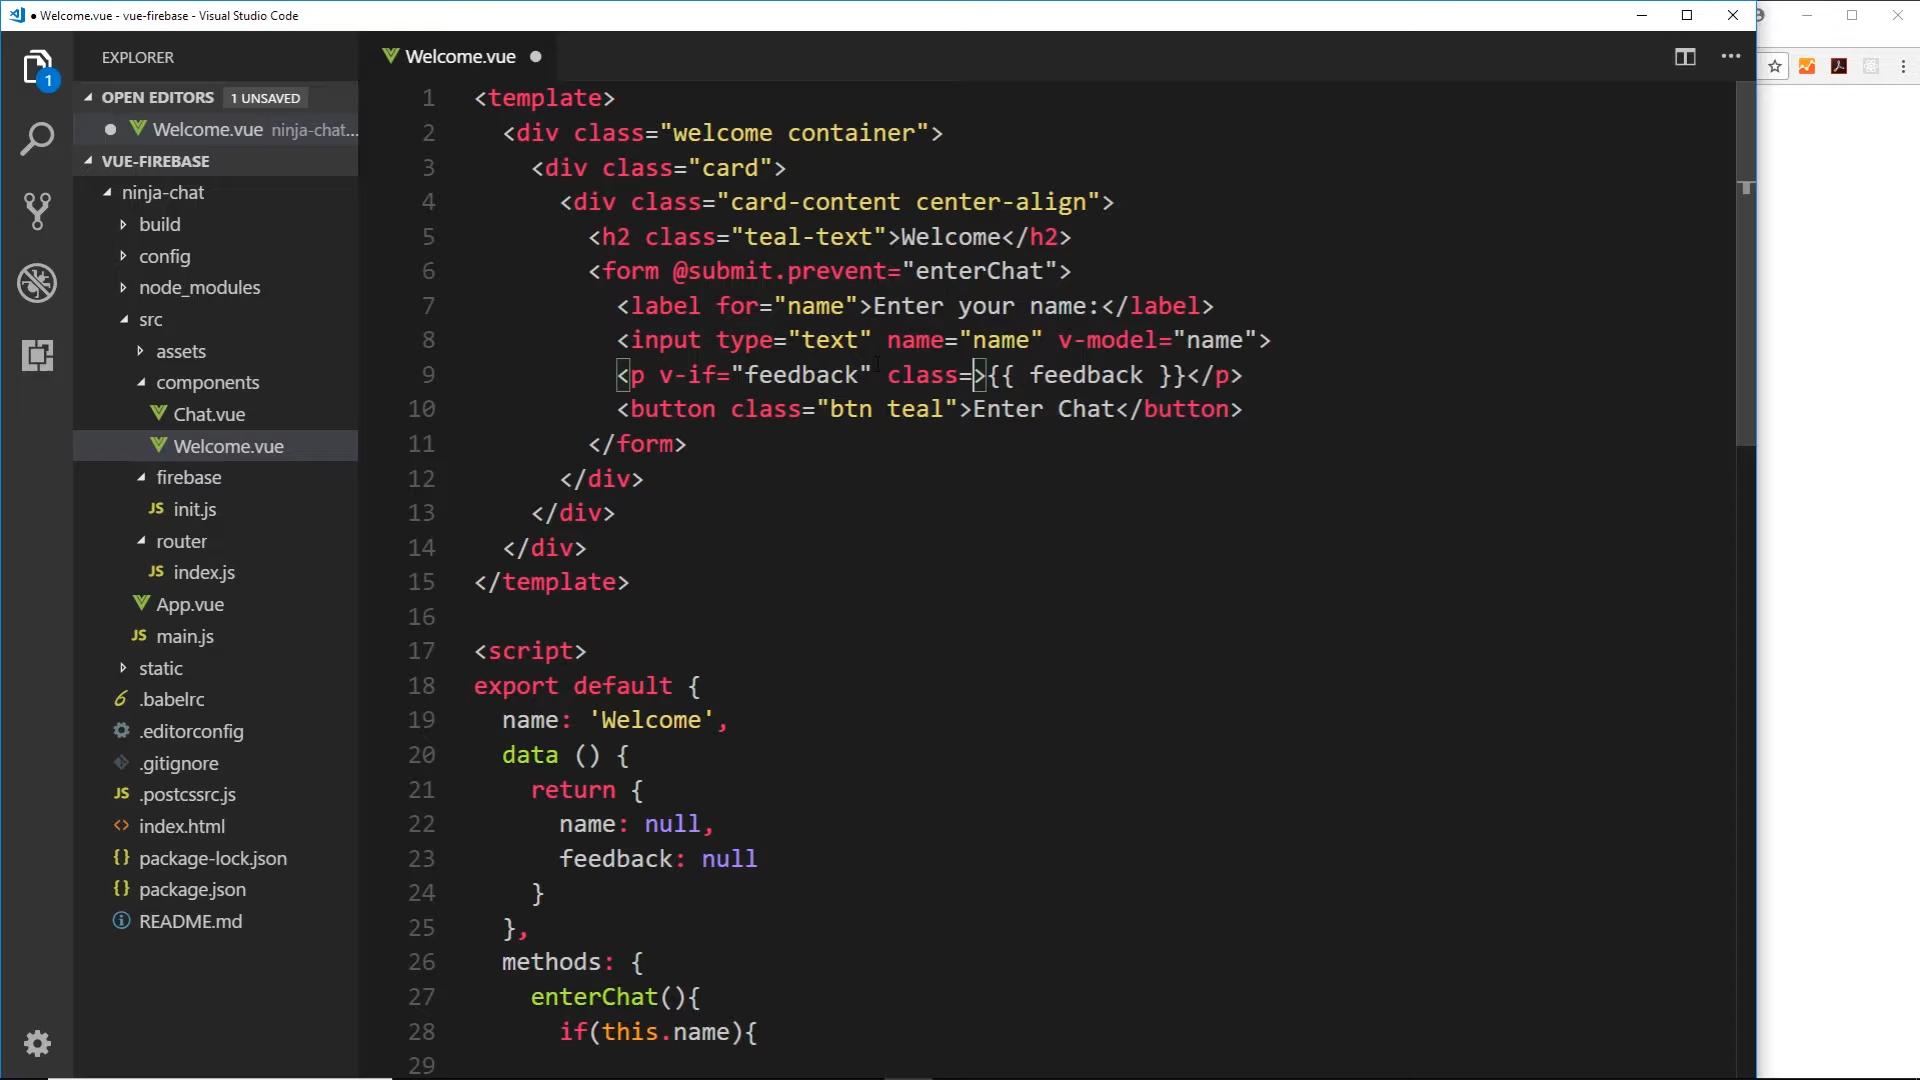 Welcome.vue - vue-firebase - Visual Studio Code
EXPLORER
OPEN EDITORS 1 UNSAVED
Welcome.vue ninja-chat...
VUE-FIREBASE
ninja-chat
build
config
node_modules
src
assets
components
Chat.vue
Welcome.vue
firebase
JS init.js
router
JS index.js
App.vue
JS main.js
static
.babelrc
.editorconfig
.gitignore
JS .postcssrc.js
index.html
package-lock.json
package.json
README.md
1
Welcome.vue
1 <template>
2 <div class="welcome container">
3 <div class="card">
4 <div class="card-content center-align">
5 <h2 class="teal-text">Welcome</h2>
6 <form @submit.prevent="enterChat">
7 <label for="name">Enter your name:</label>
8 <input type="text" name="name" v-model="name">
9 <p v-if="feedback" class=>{{ feedback }}</p>
10 <button class="btn teal">Enter Chat</button>
11 </form>
12 </div>
13 </div>
14 </div>
15 </template>
16
17 <script>
18 export default {
19 name: 'Welcome',
20 data () {
21 return {
22 name: null,
23 feedback: null
24 }
25 },
26 methods: {
27 enterChat(){
28 if(this.name){
29